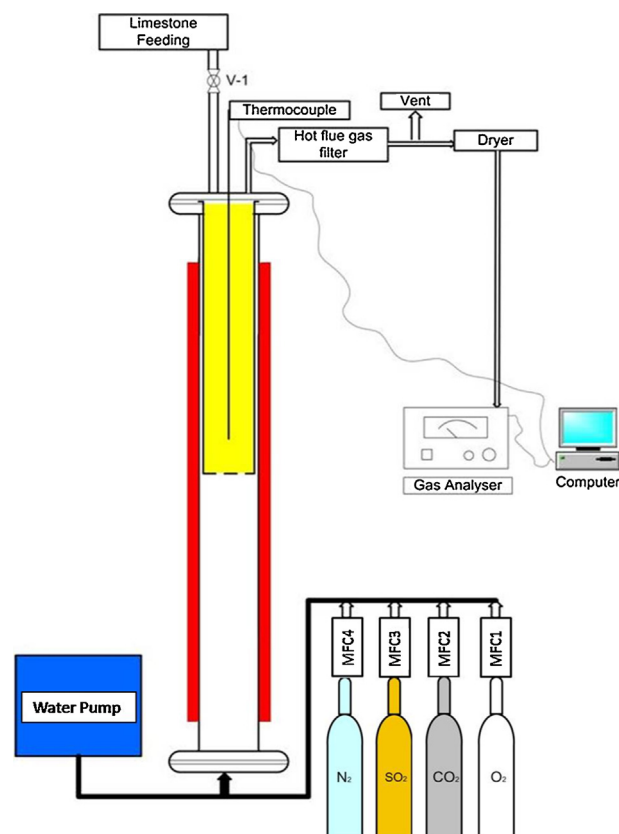 Limestone
Feeding
V-1
Thermocouple
Vent
Hot flue gas
filter
Dryer
Gas Analyser
Computer
MFC4
MFC3
MFC2
MFC1
Water Pump
N₂
SO₂
CO₂
O₂